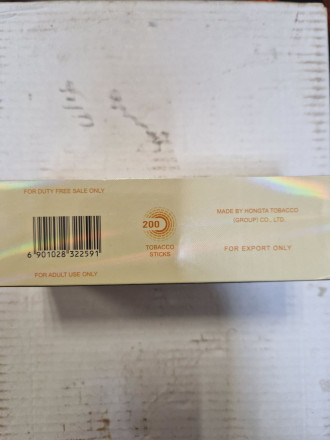 FOR DUTY FREE SALE ONLY
6 901028 322591
FOR ADULT USE ONLY
200
TOBACCO
STICKS
MADE BY HONGTA TOBACCO
(GROUP) CO., LTD.
FOR EXPORT ONLY